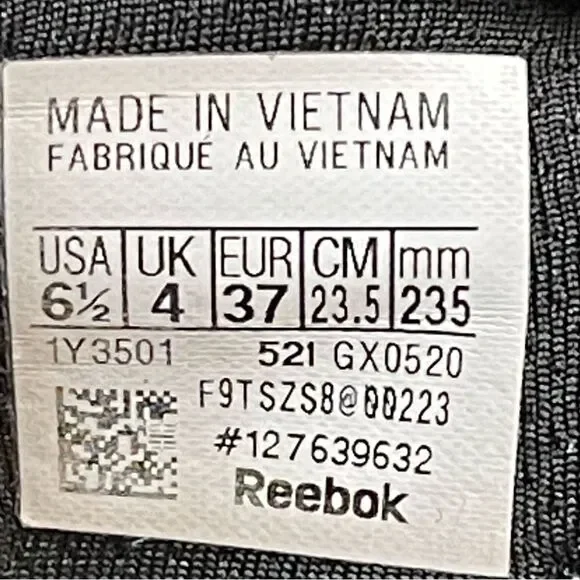 MADE IN VIETNAM
FABRIQUÉ AU VIETNAM
USA UK EUR CM mm
6½ 4 37 23.5 235
1Y3501 521 GX0520
F9TSZS8@00223
#127639632
Reebok